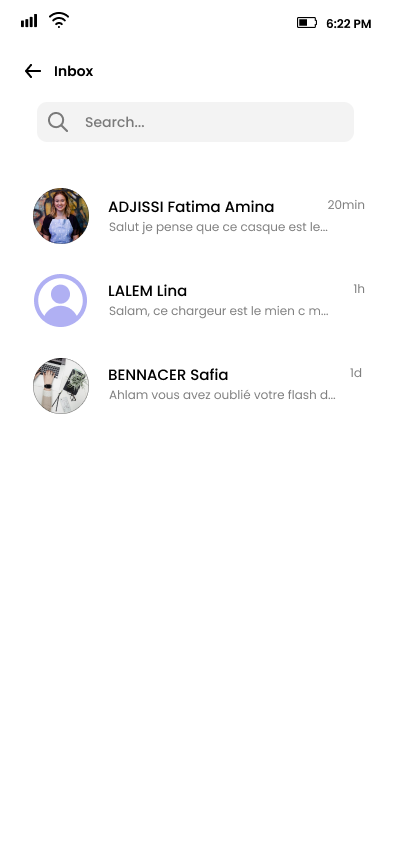 6:22 PM
Inbox
Search...
ADJISSI Fatima Amina 20min
Salut je pense que ce casque est le...
LALEM Lina 1h
Salam, ce chargeur est le mien c m...
BENNACER Safia 1d
Ahlam vous avez oublié votre flash d...